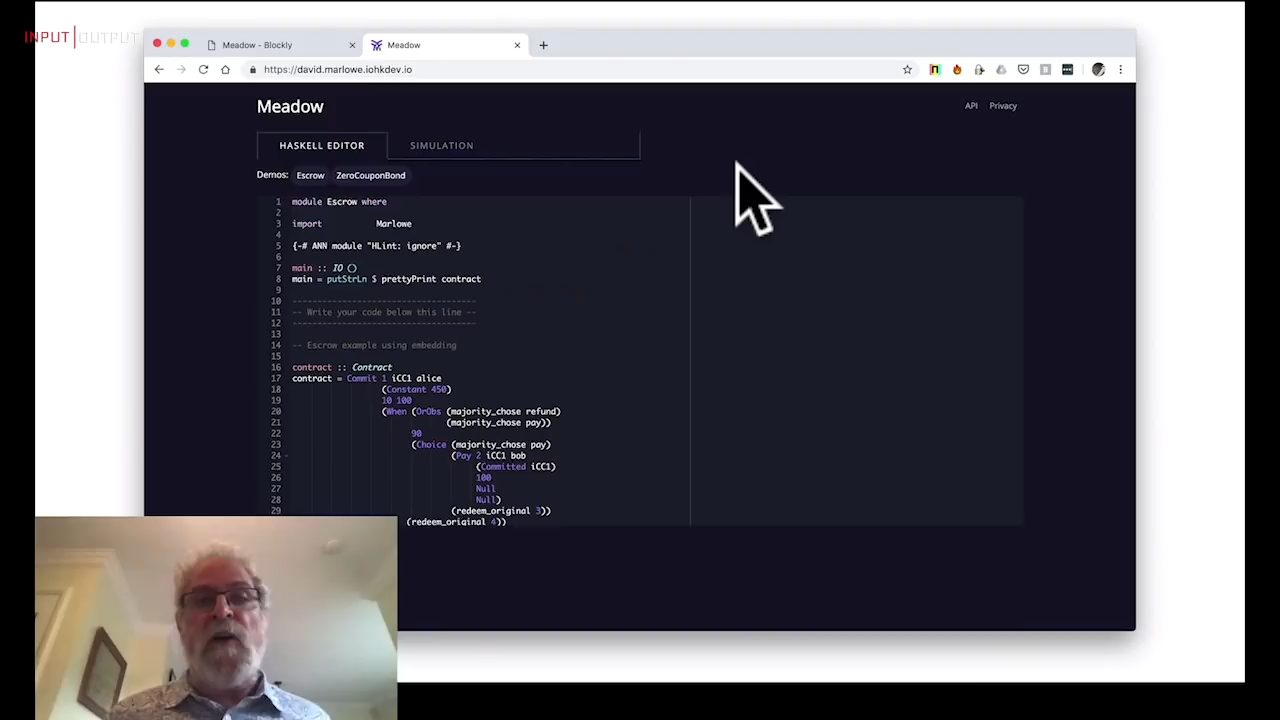 INPUT|OUTPUT
Meadow - Blockly
Meadow
https://david.marlowe.iohkdev.io
Meadow
API Privacy
HASKELL EDITOR
SIMULATION
Demos: Escrow ZeroCouponBond
1 module Escrow where
2
3 import Marlowe
4
5 {-# ANN module "HLint: ignore" #-}
6
7 main :: IO ()
8 main = putStrLn $ prettyPrint contract
9
10 -------------------------------------
11 -- Write your code below this line --
12 -------------------------------------
13
14 -- Escrow example using embedding
15
16 contract :: Contract
17 contract = Commit 1 iCC1 alice
18 (Constant 450)
19 10 100
20 (When (OrObs (majority_chose refund)
21 (majority_chose pay))
22 90
23 (Choice (majority_chose pay)
24 (Pay 2 iCC1 bob
25 (Committed iCC1)
26 100
27 Null
28 Null)
29 (redeem_original 3))
(redeem_original 4))